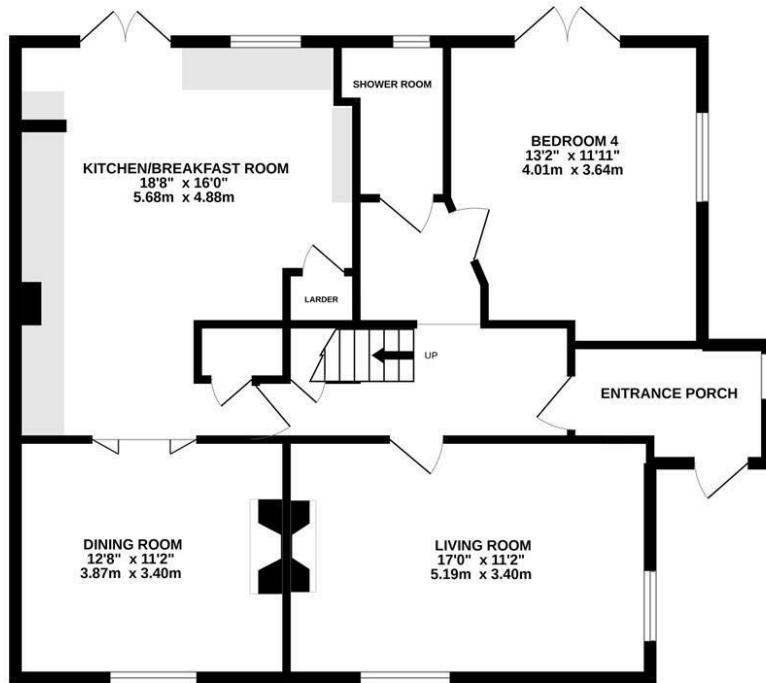 SHOWER ROOM
BEDROOM 4
13'2" x 11'11"
4.01m x 3.64m
KITCHEN/BREAKFAST ROOM
18'8" x 16'0"
5.68m x 4.88m
LARDER
UP
ENTRANCE PORCH
DINING ROOM
12'8" x 11'2"
3.87m x 3.40m
LIVING ROOM
17'0" x 11'2"
5.19m x 3.40m